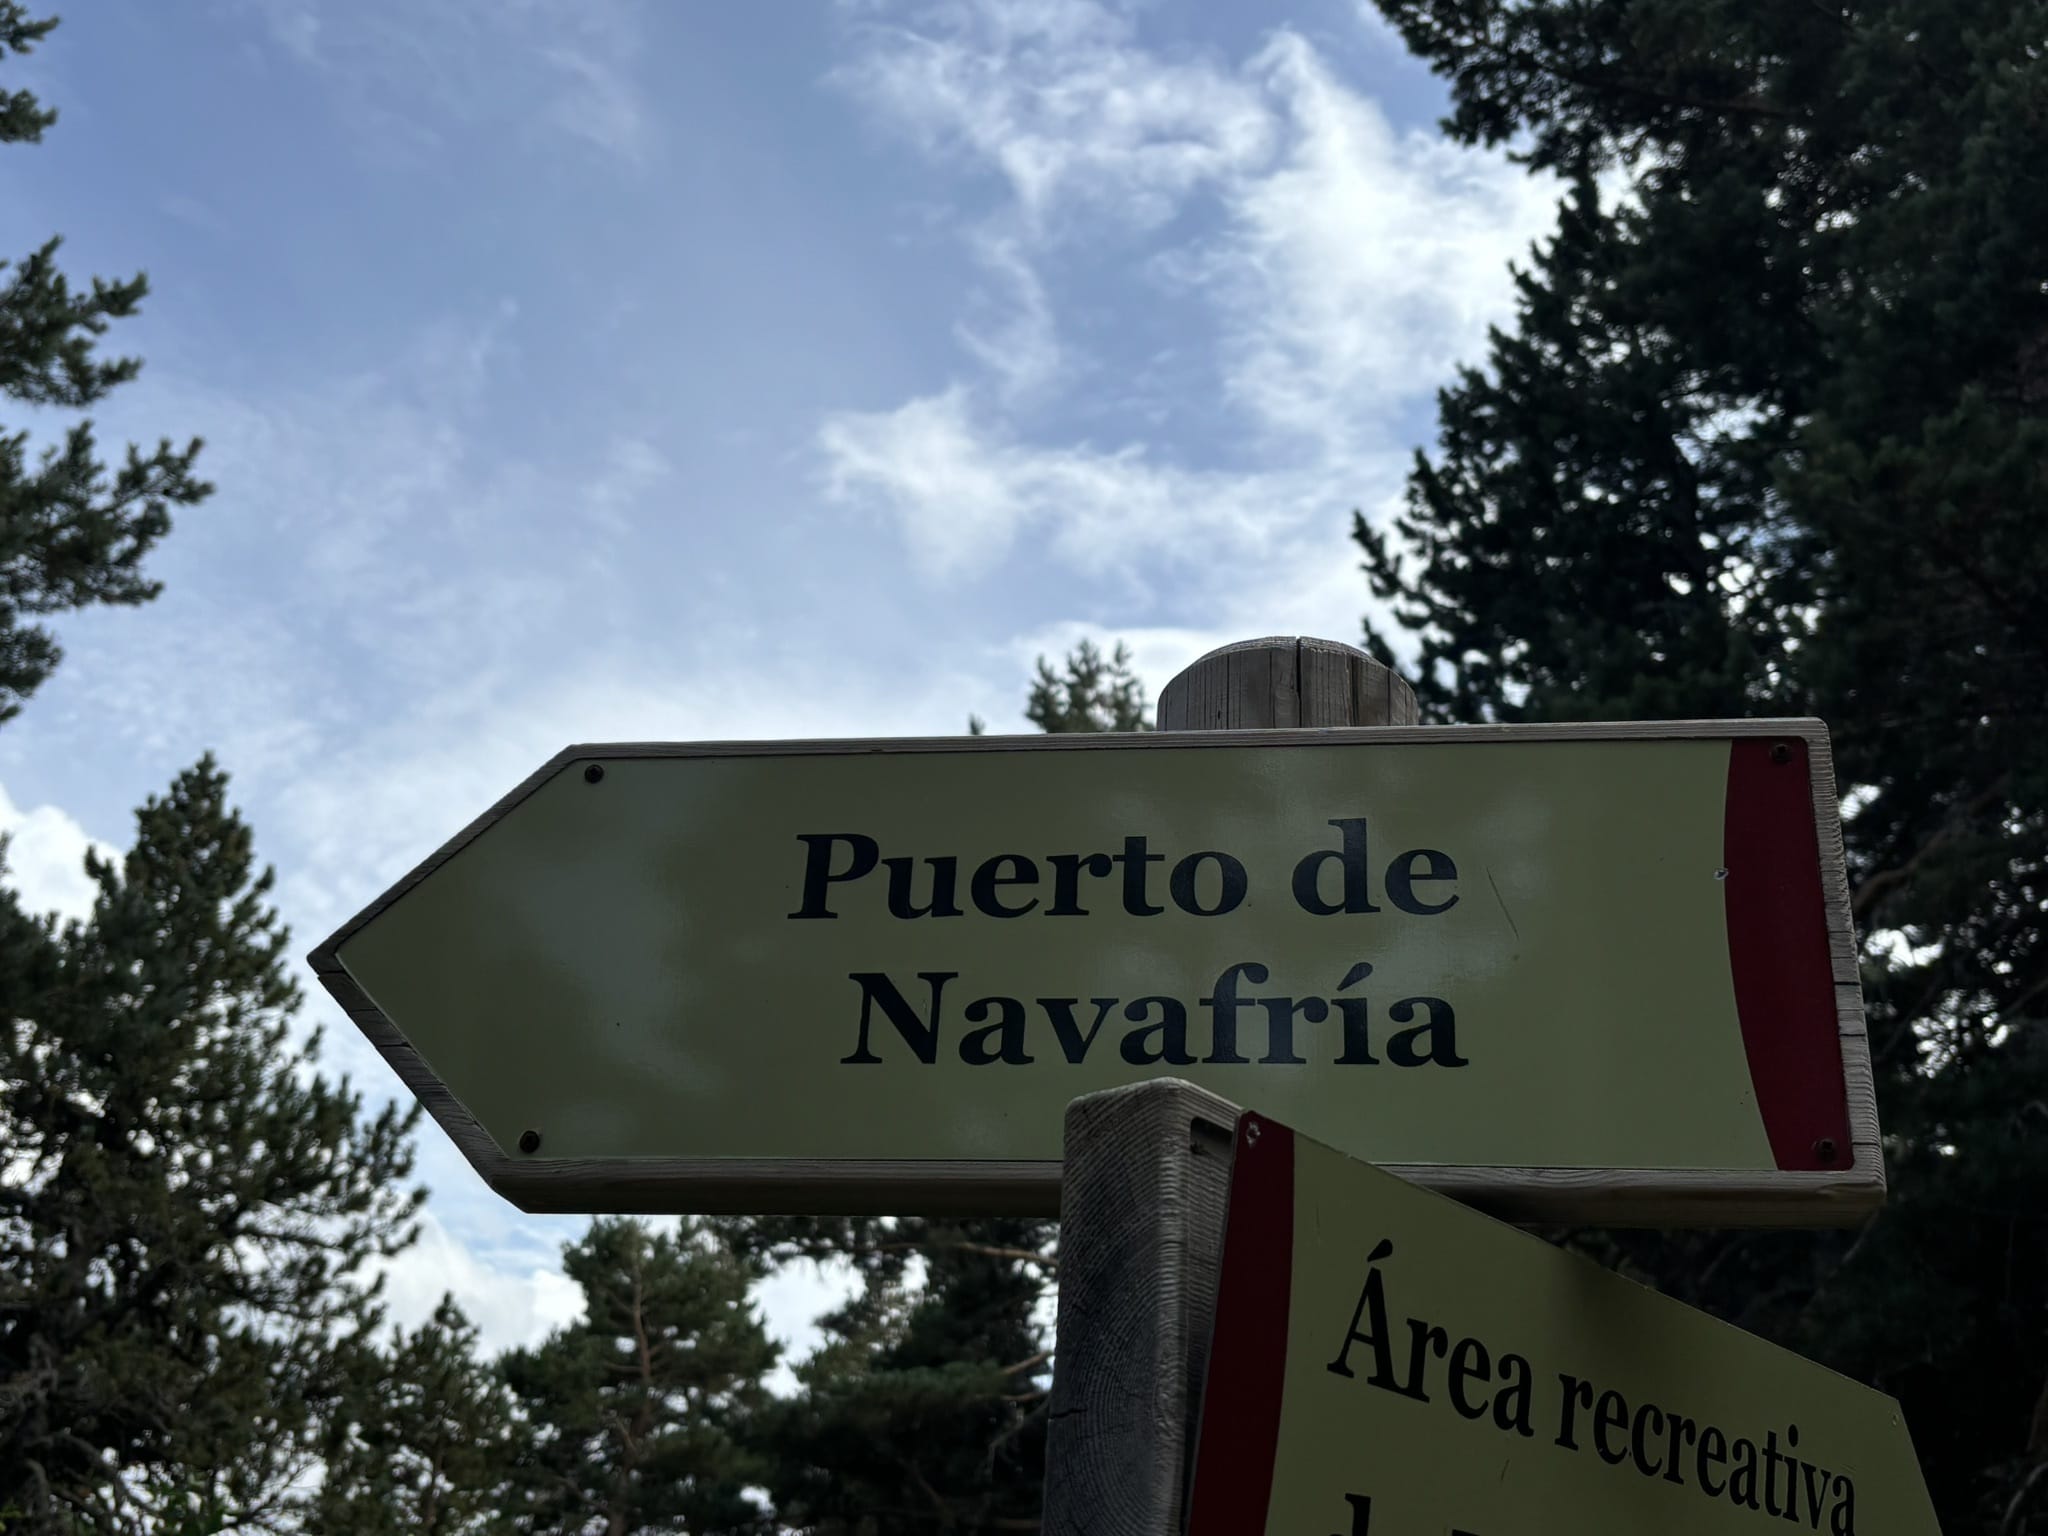 Puerto de
Navafría
Área recreativa